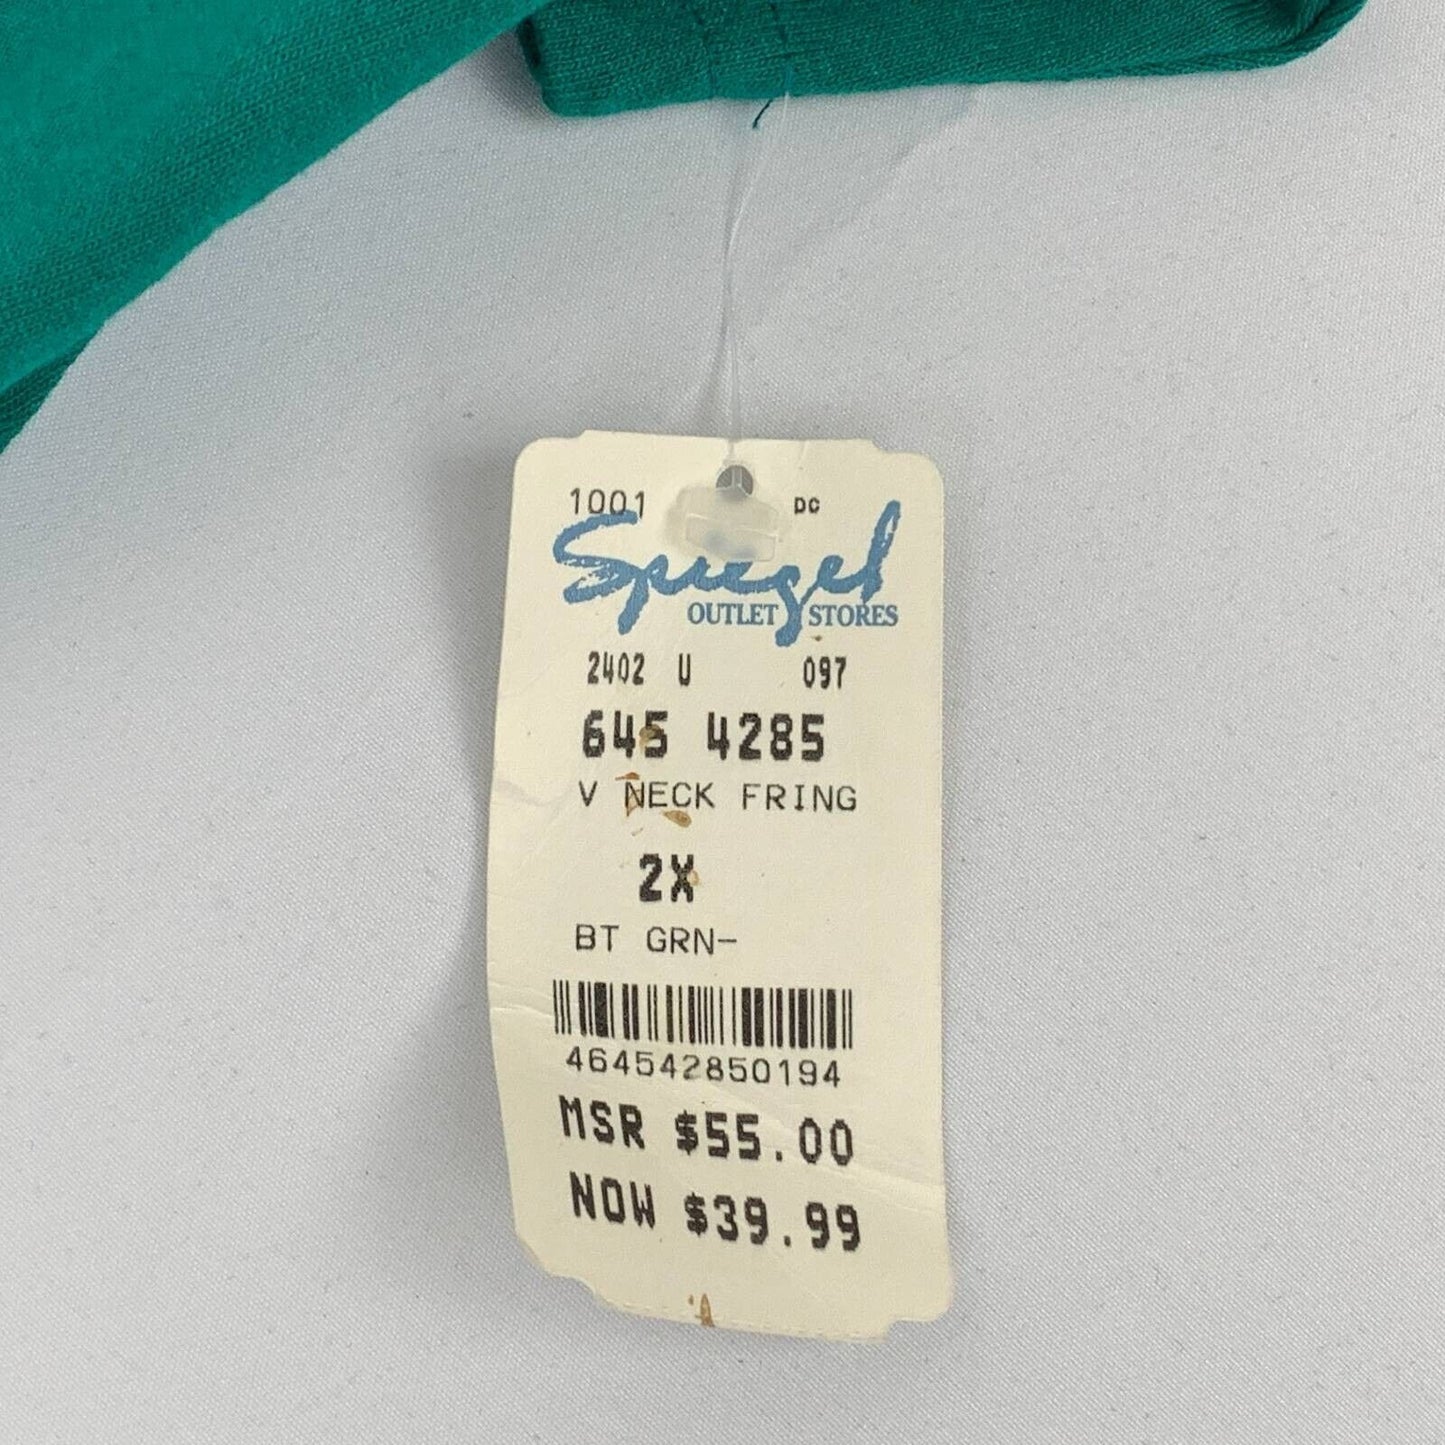 1001 DC
Spiegel
OUTLET STORES
2402 U 097
645 4285
V NECK FRING
2X
BT GRN-
464542850194
MSR $55.00
NOW $39.99